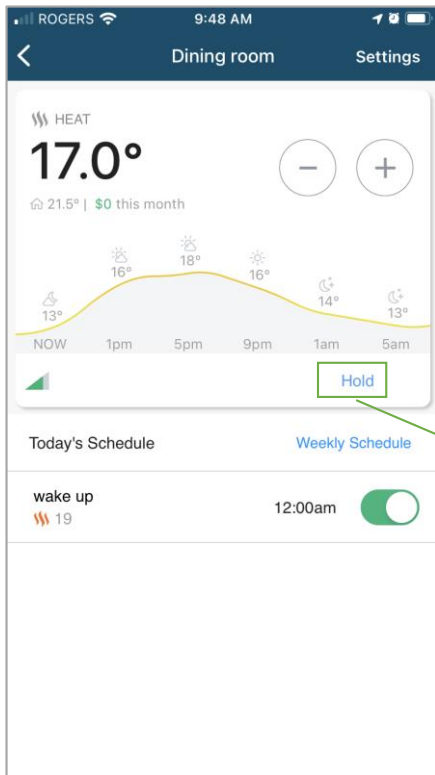 ROGERS 9:48 AM
Dining room Settings
HEAT
17.0°
21.5° | $0 this month
13° 16° 18° 16° 14° 13°
NOW 1pm 5pm 9pm 1am 5am
Hold
Today's Schedule Weekly Schedule
wake up
19 12:00am